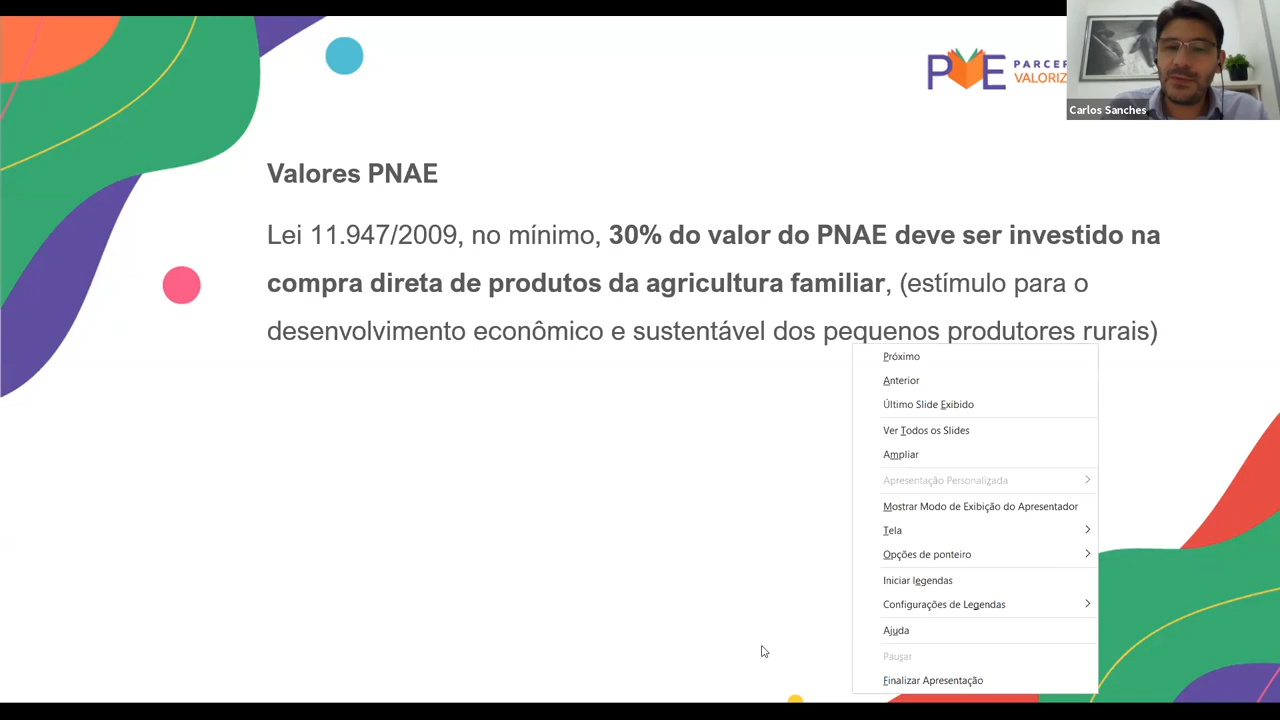 PVE PARCER
VALORIZ
Carlos Sanches
Valores PNAE
Lei 11.947/2009, no mínimo, 30% do valor do PNAE deve ser investido na
compra direta de produtos da agricultura familiar, (estímulo para o
desenvolvimento econômico e sustentável dos pequenos produtores rurais)
Próximo
Anterior
Último Slide Exibido
Ver Todos os Slides
Ampliar
Apresentação Personalizada
Mostrar Modo de Exibição do Apresentador
Tela
Opções de ponteiro
Iniciar legendas
Configurações de Legendas
Ajuda
Pausar
Finalizar Apresentação